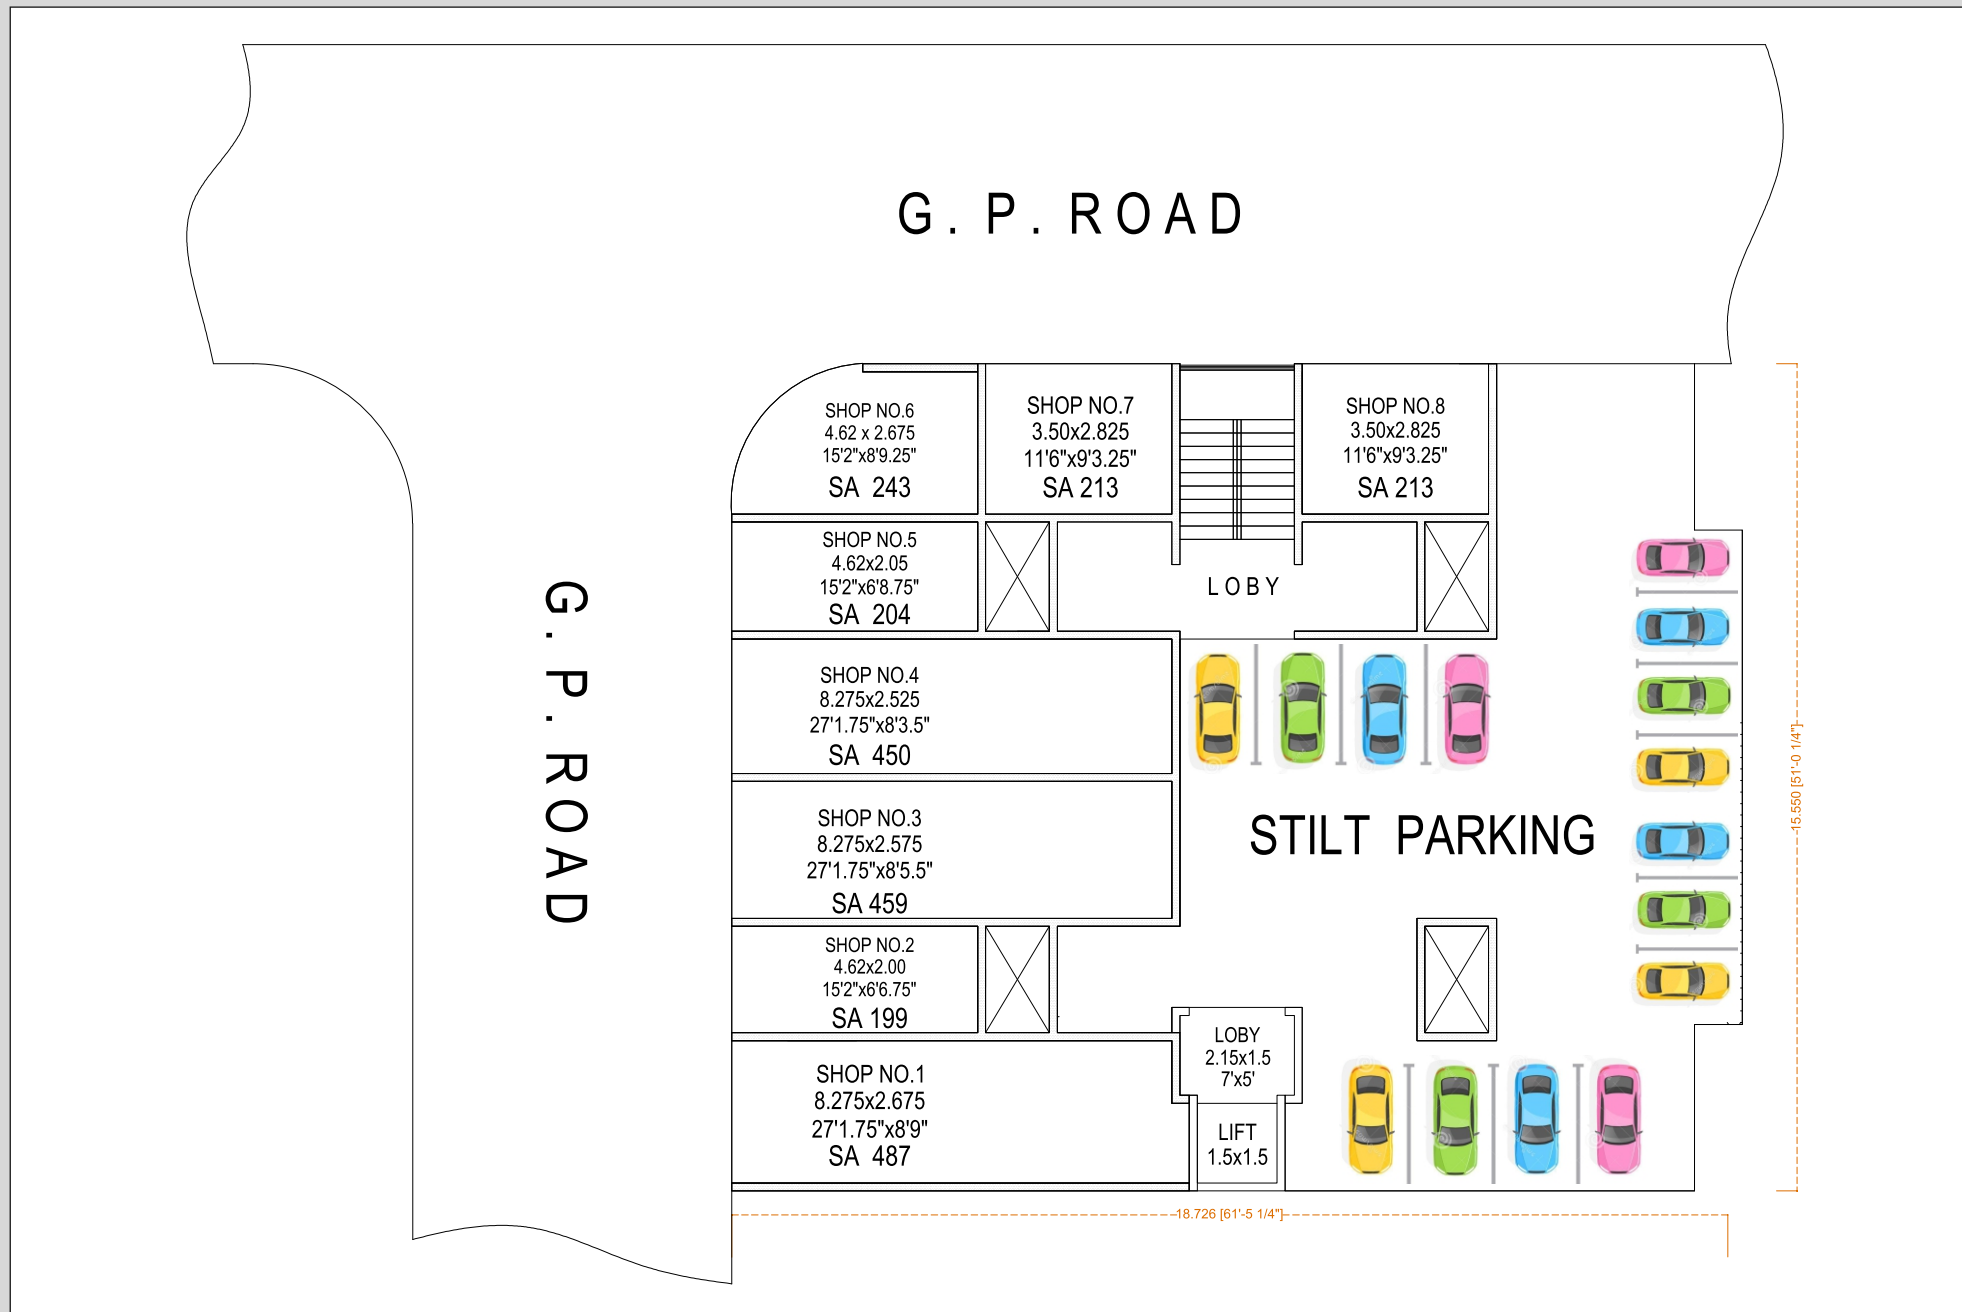 G. P. ROAD
SHOP NO.6
4.62 x 2.675
15'2"x8'9.25"
SA 243
SHOP NO.7
3.50x2.825
11'6"x9'3.25"
SA 213
SHOP NO.8
3.50x2.825
11'6"x9'3.25"
SA 213
SHOP NO.5
4.62x2.05
15'2"x6'8.75"
SA 204
LOBY
G. P. ROAD
SHOP NO.4
8.275x2.525
27'1.75"x8'3.5"
SA 450
SHOP NO.3
8.275x2.575
27'1.75"x8'5.5"
SA 459
STILT PARKING
15.550 [51'-0 1/4"]
SHOP NO.2
4.62x2.00
15'2"x6'6.75"
SA 199
LOBY
2.15x1.5
7'x5'
SHOP NO.1
8.275x2.675
27'1.75"x8'9"
SA 487
LIFT
1.5x1.5
18.726 [61'-5 1/4"]